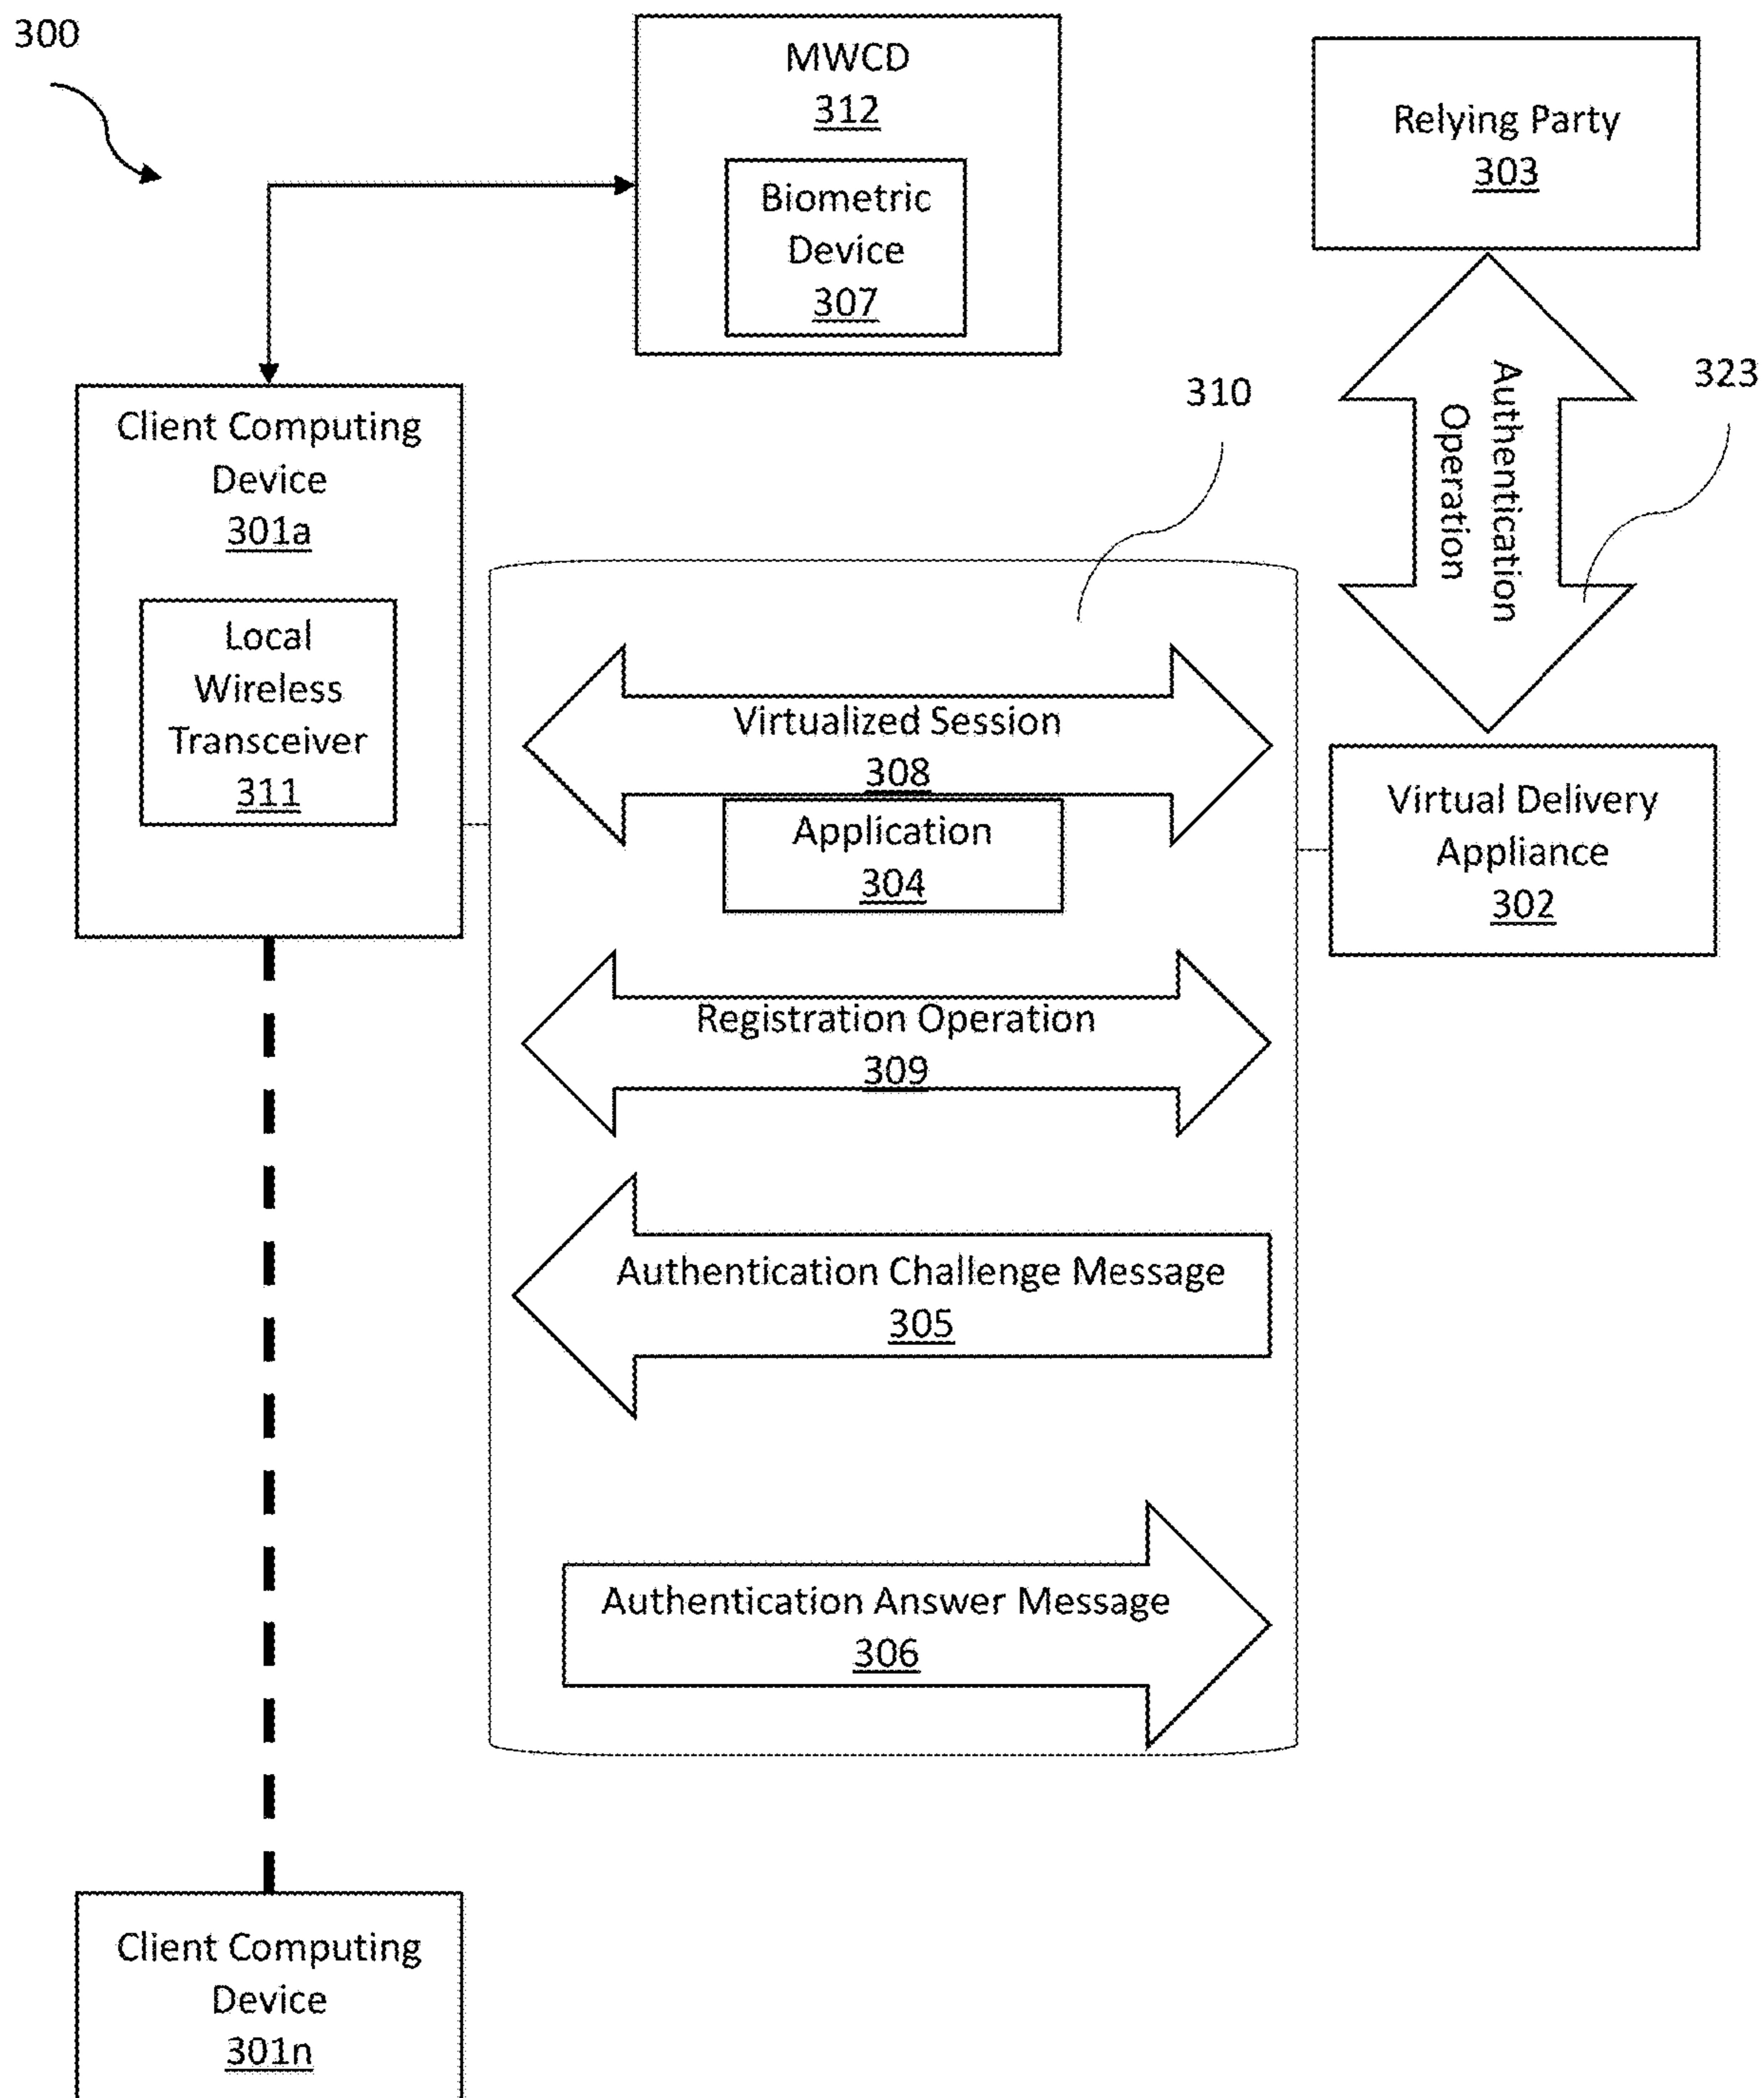 300
MWCD
312
Biometric
Device
307
Relying Party
303
Client Computing
Device
301a
Local
Wireless
Transceiver
311
310
Authentication
Operation
323
Virtualized Session
308
Application
304
Virtual Delivery
Appliance
302
Registration Operation
309
Authentication Challenge Message
305
Authentication Answer Message
306
Client Computing
Device
301n